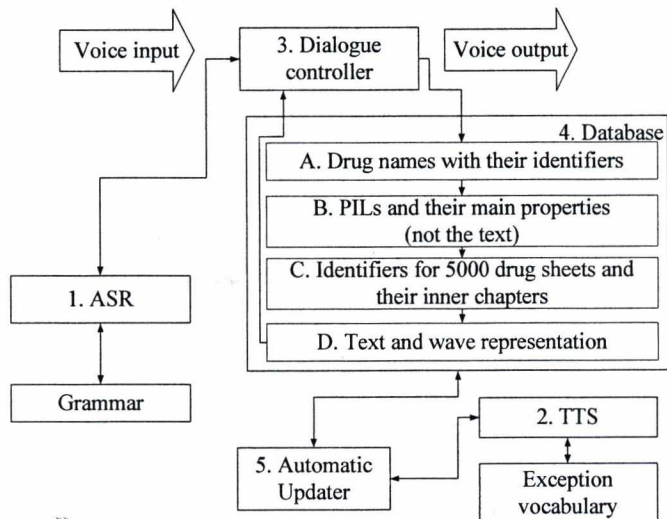 Voice input
3. Dialogue
controller
Voice output
4. Database
A. Drug names with their identifiers
B. PILs and their main properties
(not the text)
C. Identifiers for 5000 drug sheets and
their inner chapters
D. Text and wave representation
1. ASR
Grammar
2. TTS
5. Automatic
Updater
Exception
vocabulary